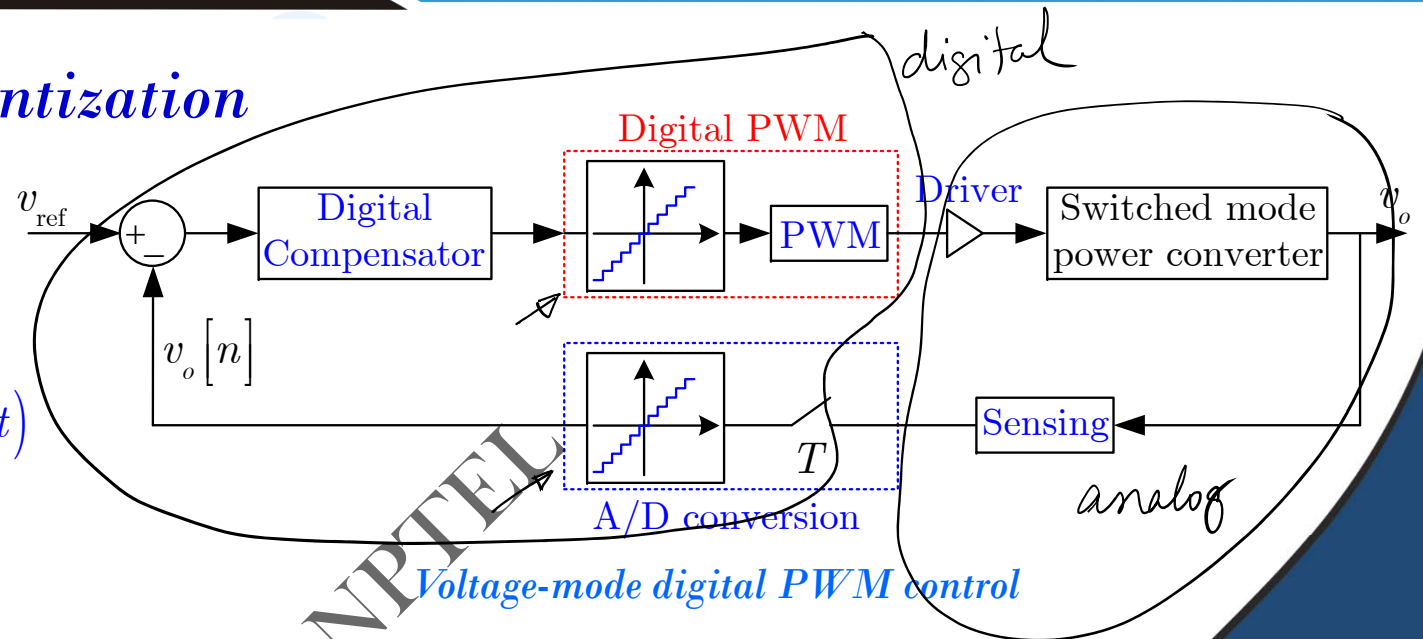 digital
ntization
Digital PWM
v_ref
+
−
Digital
Compensator
PWM
Driver
Switched mode
power converter
v_o
v_o[n]
t)
T
Sensing
A/D conversion
analog
NPTEL
Voltage-mode digital PWM control